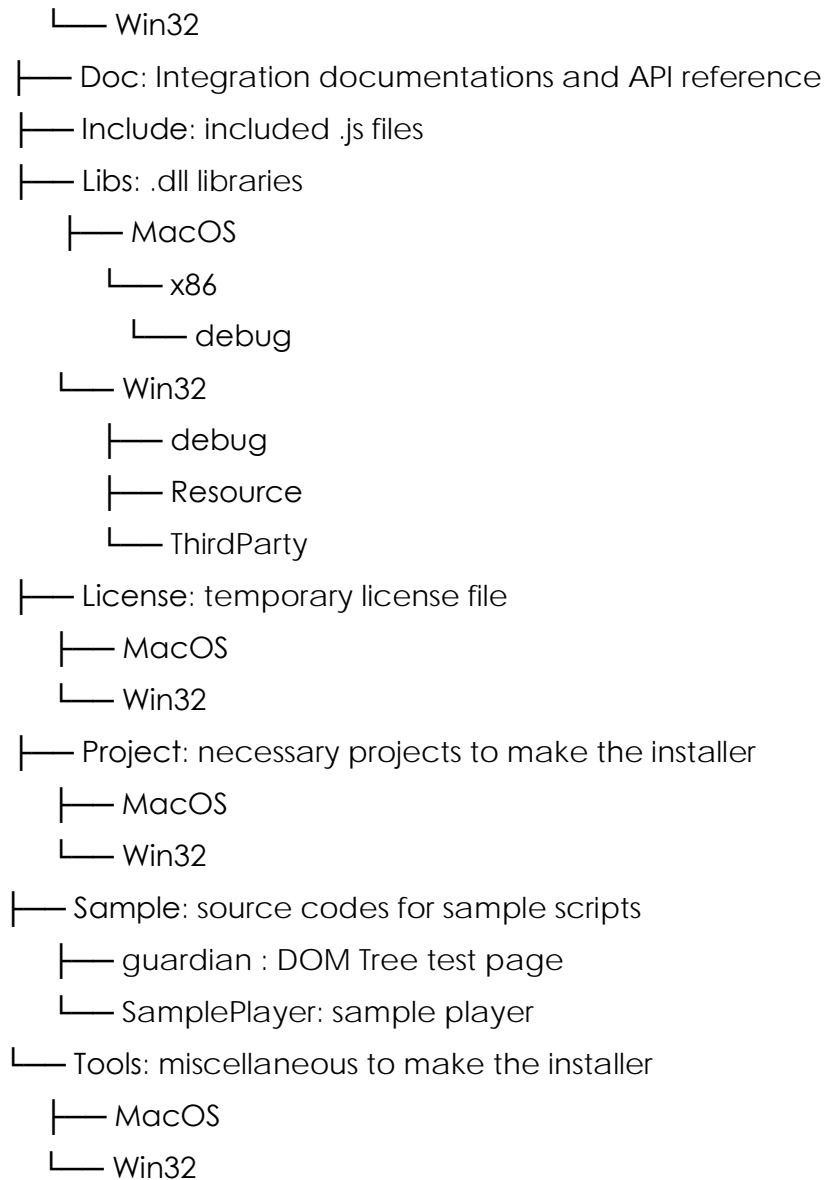 └── Win32
├── Doc: Integration documentations and API reference
├── Include: included .js files
├── Libs: .dll libraries
├── MacOS
└── x86
└── debug
└── Win32
├── debug
├── Resource
└── ThirdParty
├── License: temporary license file
├── MacOS
└── Win32
├── Project: necessary projects to make the installer
├── MacOS
└── Win32
├── Sample: source codes for sample scripts
├── guardian : DOM Tree test page
└── SamplePlayer: sample player
└── Tools: miscellaneous to make the installer
├── MacOS
└── Win32